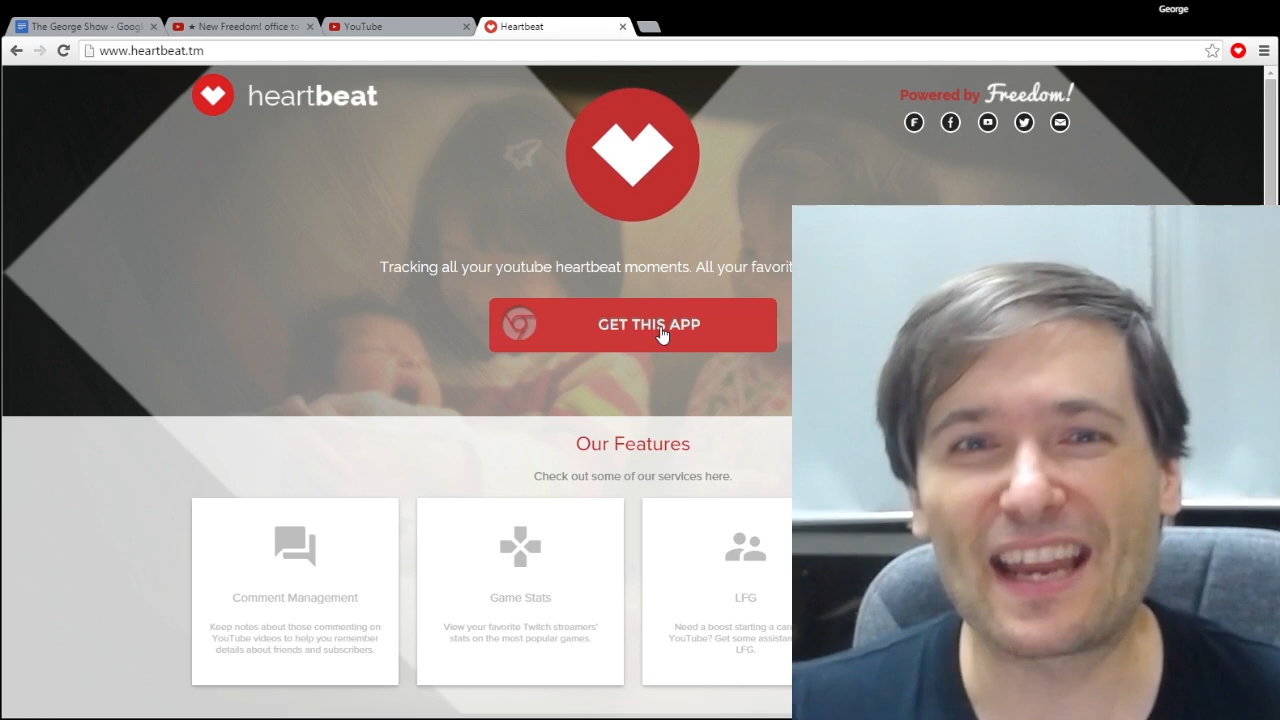 George
The George Show - Googl
★ New Freedom! office to
YouTube
Heartbeat
www.heartbeat.tm
heartbeat
Powered by Freedom!
F
Tracking all your youtube heartbeat moments. All your favorit
GET THIS APP
Our Features
Check out some of our services here.
Comment Management
Keep notes about those commenting on
YouTube videos to help you remember
details about friends and subscribers.
Game Stats
View your favorite Twitch streamers'
stats on the most popular games.
LFG
Need a boost starting a
YouTube? Get some
LFG.